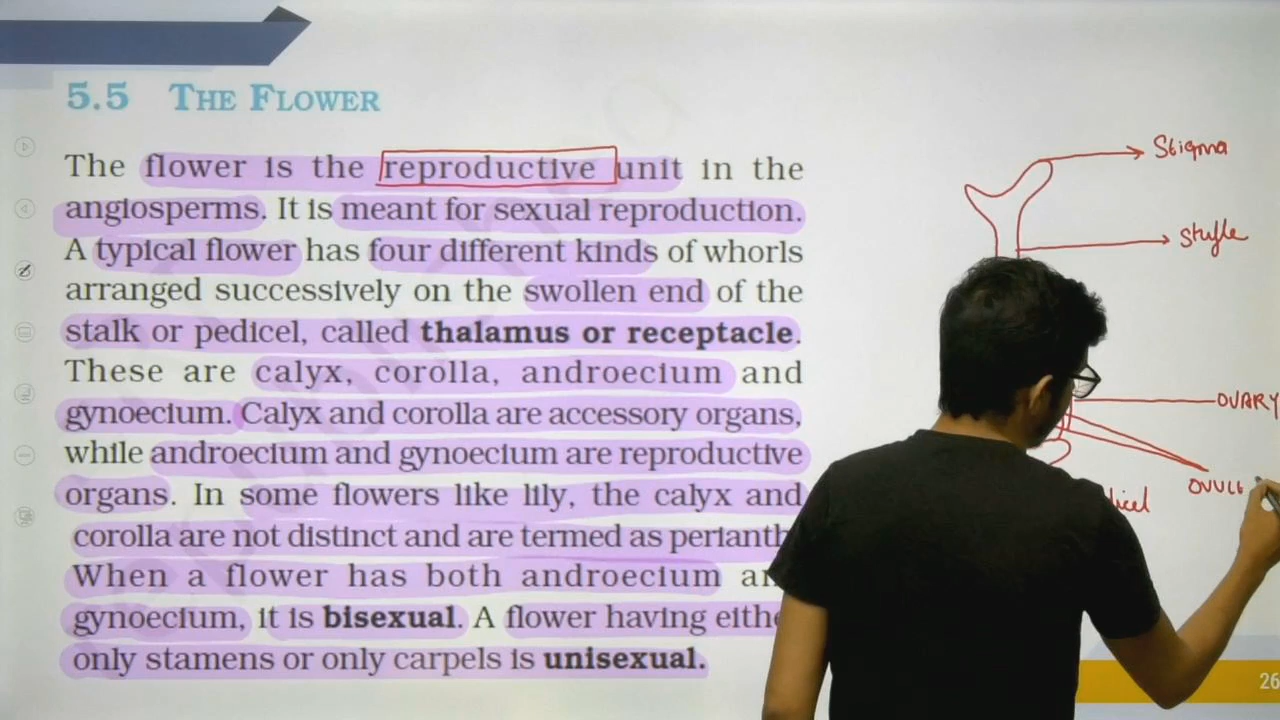 5.5 THE FLOWER
The flower is the reproductive unit in the
angiosperms. It is meant for sexual reproduction.
A typical flower has four different kinds of whorls
arranged successively on the swollen end of the
stalk or pedicel, called thalamus or receptacle.
These are calyx, corolla, androecium and
gynoecium. Calyx and corolla are accessory organs,
while androecium and gynoecium are reproductive
organs. In some flowers like lily, the calyx and
corolla are not distinct and are termed as perianth
When a flower has both androecium an
gynoecium, it is bisexual. A flower having eithe
only stamens or only carpels is unisexual.
Stigma
Style
OVARY
OVULE
icel
26